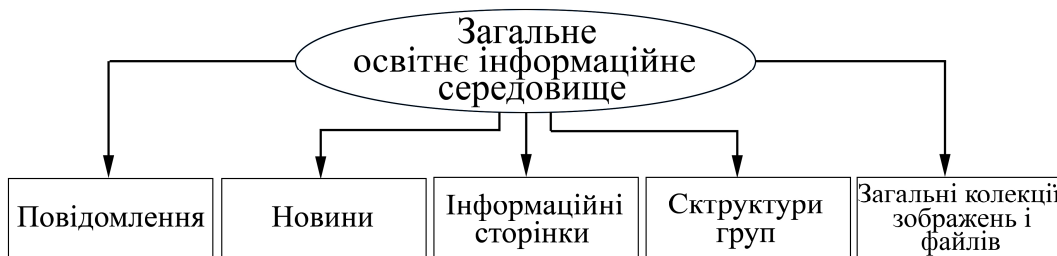 Загальне
освітнє інформаційне
середовище
Повідомлення
Новини
Інформаційні
сторінки
Сктруктури
груп
Загальні колекції
зображень і
файлів